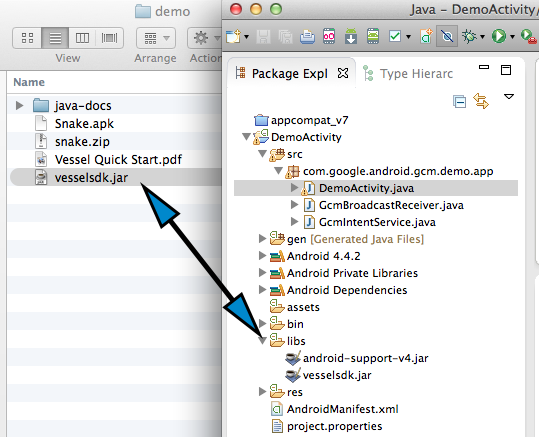 demo
View
Arrange
Action
Name
java-docs
Snake.apk
snake.zip
Vessel Quick Start.pdf
vesselsdk.jar
Java – DemoActivity/
Package Expl
Type Hierarc
appcompat_v7
DemoActivity
src
com.google.android.gcm.demo.app
DemoActivity.java
GcmBroadcastReceiver.java
GcmIntentService.java
gen [Generated Java Files]
Android 4.4.2
Android Private Libraries
Android Dependencies
assets
bin
libs
android-support-v4.jar
vesselsdk.jar
res
AndroidManifest.xml
project.properties